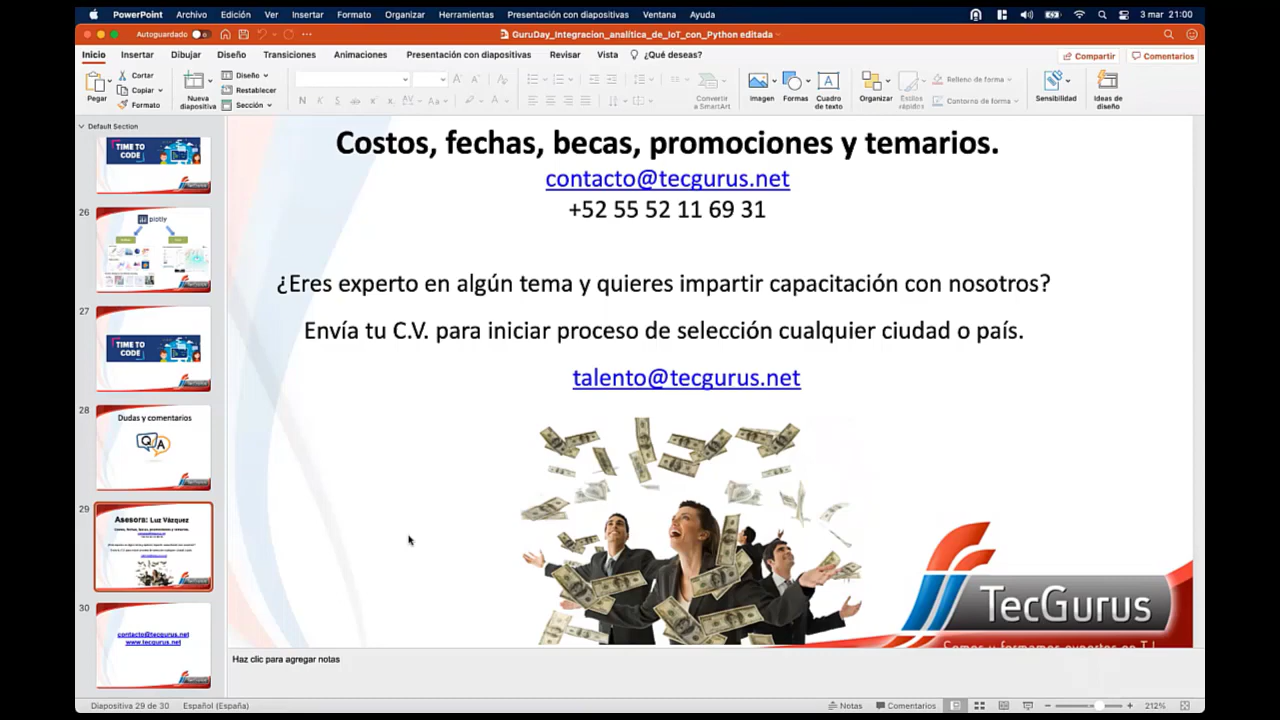 PowerPoint Archivo Edición Ver Insertar Formato Organizar Herramientas Presentación con diapositivas Ventana Ayuda 3 mar 21:00
Autoguardado GuruDay_Integracion_analítica_de_IoT_con_Python editada
Inicio Insertar Dibujar Diseño Transiciones Animaciones Presentación con diapositivas Revisar Vista ¿Qué deseas? Compartir Comentarios
Pegar
Cortar
Copiar
Formato
Nueva diapositiva
Diseño
Restablecer
Sección
Convertir a SmartArt
Imagen
Formas
Cuadro de texto
Organizar
Estilos rápidos
Relleno de forma
Contorno de forma
Sensibilidad
Ideas de diseño
Default Section
TIME TO CODE
TecGurus
26
plotly
27
TIME TO CODE
28
Dudas y comentarios
Q A
29
Asesora: Luz Vázquez
30
contacto@tecgurus.net
www.tecgurus.net
Costos, fechas, becas, promociones y temarios.
contacto@tecgurus.net
+52 55 52 11 69 31
¿Eres experto en algún tema y quieres impartir capacitación con nosotros?
Envía tu C.V. para iniciar proceso de selección cualquier ciudad o país.
talento@tecgurus.net
TecGurus
Haz clic para agregar notas
Diapositiva 29 de 30 Español (España) Notas Comentarios 212%